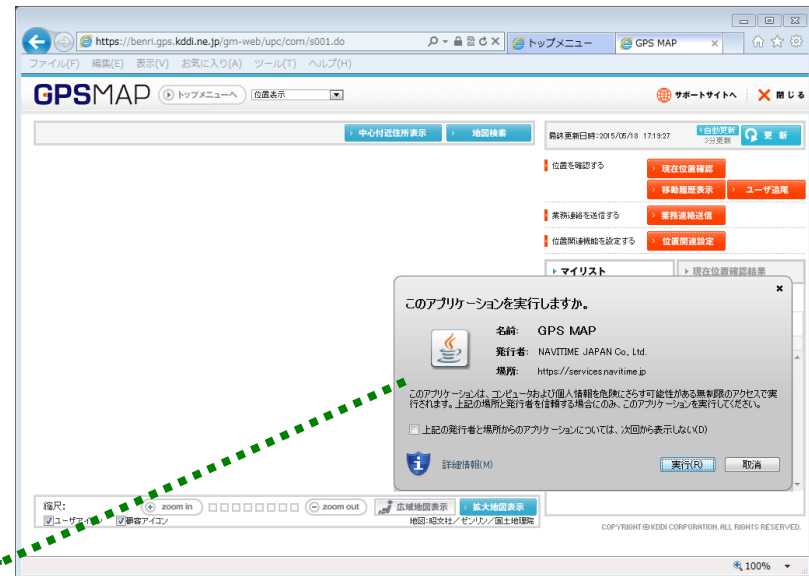 https://benri.gps.kddi.ne.jp/gm-web/upc/com/s001.do
トップメニュー
GPS MAP
ファイル(F) 編集(E) 表示(V) お気に入り(A) ツール(T) ヘルプ(H)
GPSMAP
トップメニューへ
位置表示
サポートサイトへ
閉じる
中心付近住所表示
地図検索
最終更新日時:2015/05/18 17:19:27
自動更新
3分更新
更 新
位置を確認する
現在位置確認
移動履歴表示
ユーザ追尾
業務連絡を送信する
業務連絡送信
位置関連機能を設定する
位置関連設定
マイリスト
現在位置確認結果
このアプリケーションを実行しますか。
名前: GPS MAP
発行者: NAVITIME JAPAN Co., Ltd.
場所: https://services.navitime.jp
このアプリケーションは、コンピュータおよび個人情報を危険にさらす可能性がある無制限のアクセスで実
行されます。上記の場所と発行者を信頼する場合にのみ、このアプリケーションを実行してください。
上記の発行者と場所からのアプリケーションについては、次回から表示しない(D)
詳細情報(M)
実行(R)
取消
縮尺:
zoom in
zoom out
広域地図表示
拡大地図表示
ユーザアイコン
顧客アイコン
地図:昭文社/ゼンリン/国土地理院
COPYRIGHT © KDDI CORPORATION. ALL RIGHTS RESERVED.
100%